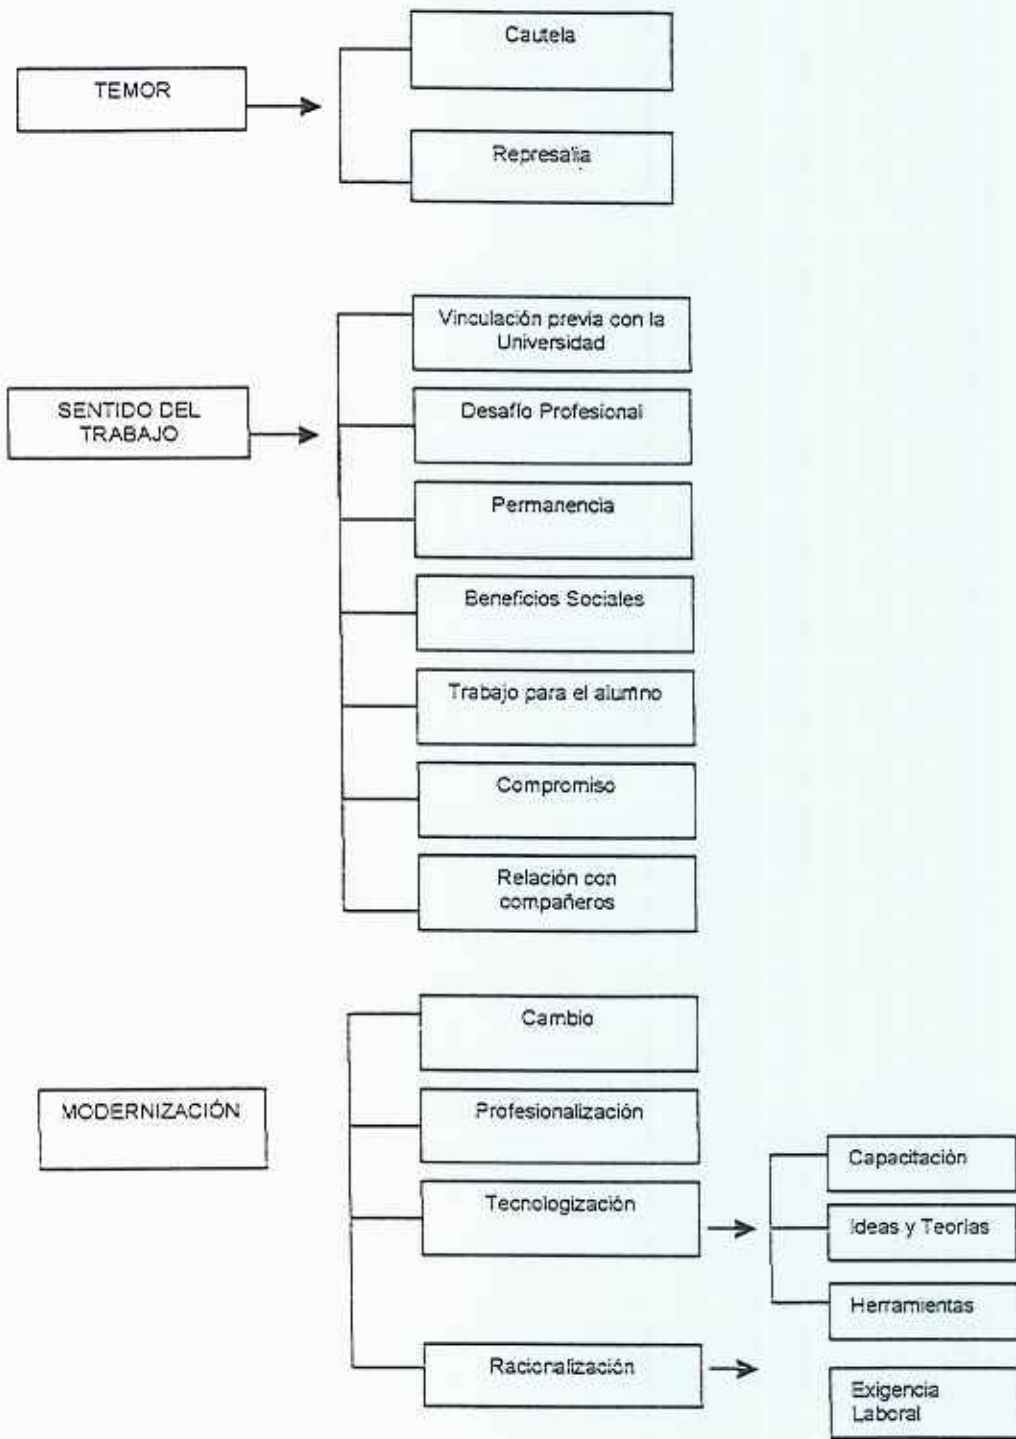 Cautela
TEMOR
Represalia
Vinculación previa con la
Universidad
SENTIDO DEL
TRABAJO
Desafío Profesional
Permanencia
Beneficios Sociales
Trabajo para el alumno
Compromiso
Relación con
compañeros
Cambio
MODERNIZACIÓN
Profesionalización
Tecnologización
Capacitación
Ideas y Teorías
Herramientas
Racionalización
Exigencia
Laboral